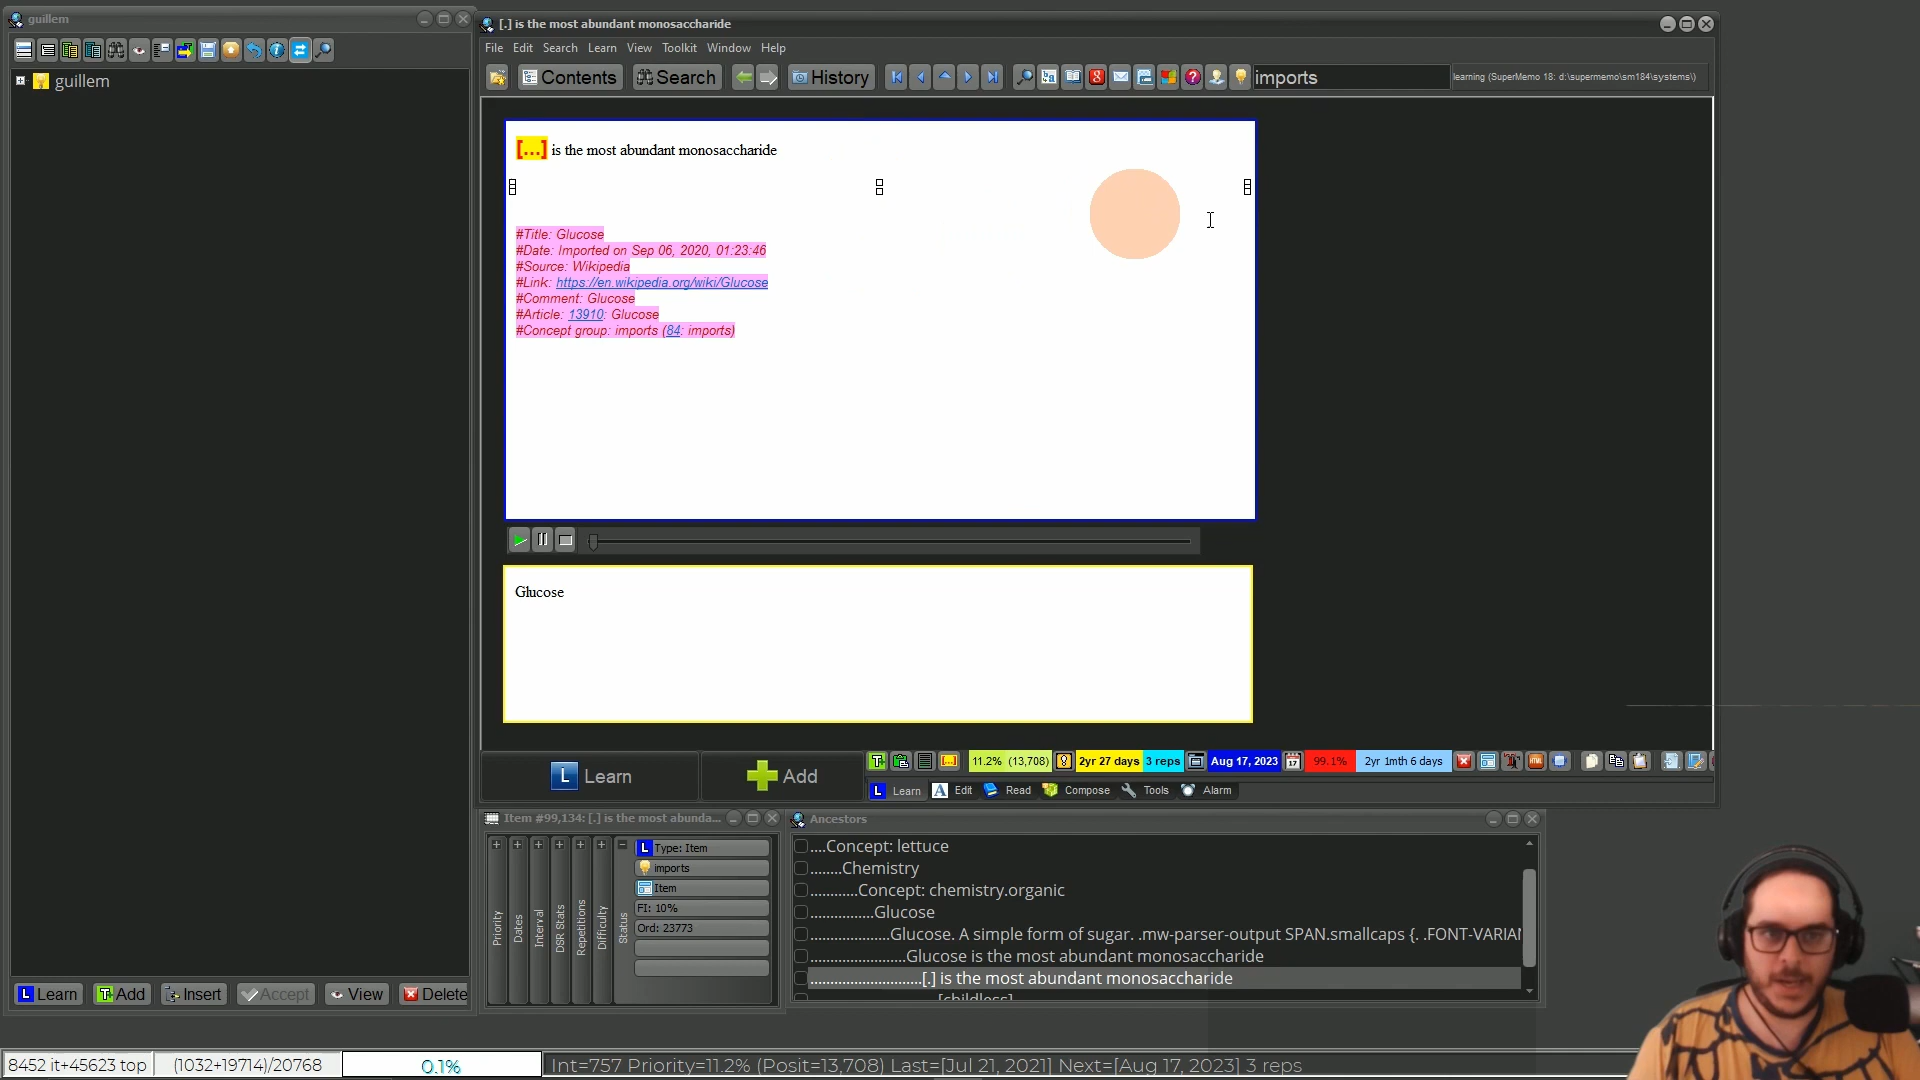 guillem
[.] is the most abundant monosaccharide
File Edit Search Learn View Toolkit Window Help
Contents Search History imports learning (SuperMemo 18: d:\supermemo\sm184\systems\)
guillem
[...] is the most abundant monosaccharide
#Title: Glucose
#Date: Imported on Sep 06, 2020, 01:23:46
#Source: Wikipedia
#Link: https://en.wikipedia.org/wiki/Glucose
#Comment: Glucose
#Article: 13910: Glucose
#Concept group: imports (84: imports)
Glucose
Learn Add
11.2% (13,708) 2yr 27 days 3 reps Aug 17, 2023 17 99.1% 2yr 1mth 6 days
Learn Edit Read Compose Tools Alarm
Item #99,134: [.] is the most abunda...
Priority
Dates
Interval
DSR Stats
Repetitions
Difficulty
Status
Type: Item
imports
Item
FI: 10%
Ord: 23773
Ancestors
....Concept: lettuce
........Chemistry
............Concept: chemistry.organic
................Glucose
....................Glucose. A simple form of sugar. .mw-parser-output SPAN.smallcaps {. .FONT-VARIAN
........................Glucose is the most abundant monosaccharide
............................[.] is the most abundant monosaccharide
[childless]
Learn Add Insert Accept View Delete
8452 it+45623 top (1032+19714)/20768 0.1% Int=757 Priority=11.2% (Posit=13,708) Last=[Jul 21, 2021] Next=[Aug 17, 2023] 3 reps